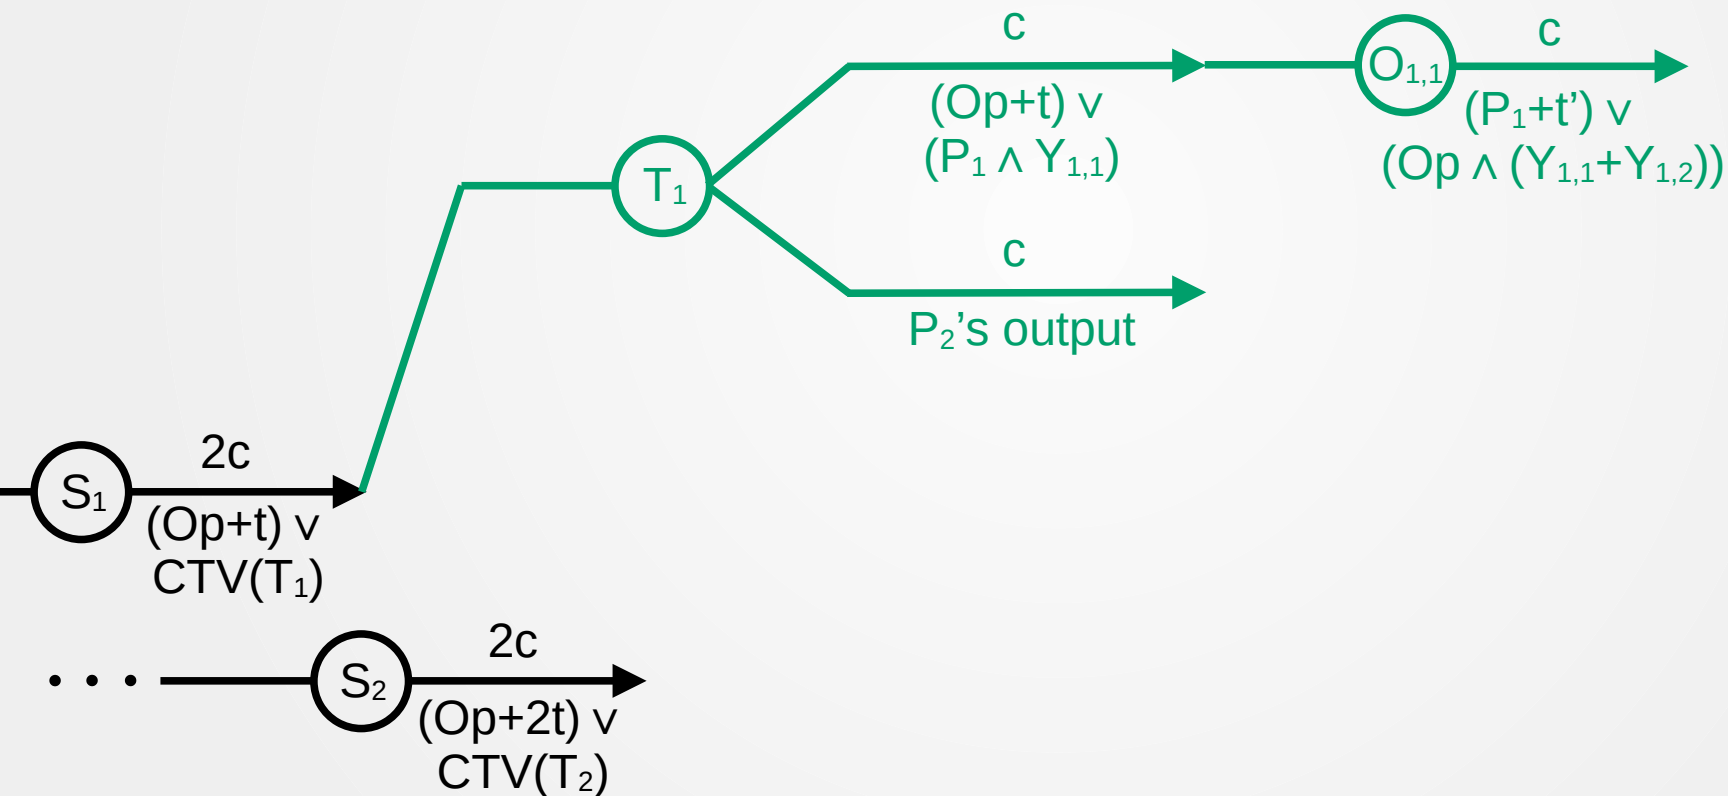 c
(Op+t) ∨
(P₁ ∧ Y₁,₁)
O₁,₁
c
(P₁+t’) ∨
(Op ∧ (Y₁,₁+Y₁,₂))
T₁
c
P₂’s output
S₁
2c
(Op+t) ∨
CTV(T₁)
• • •
S₂
2c
(Op+2t) ∨
CTV(T₂)